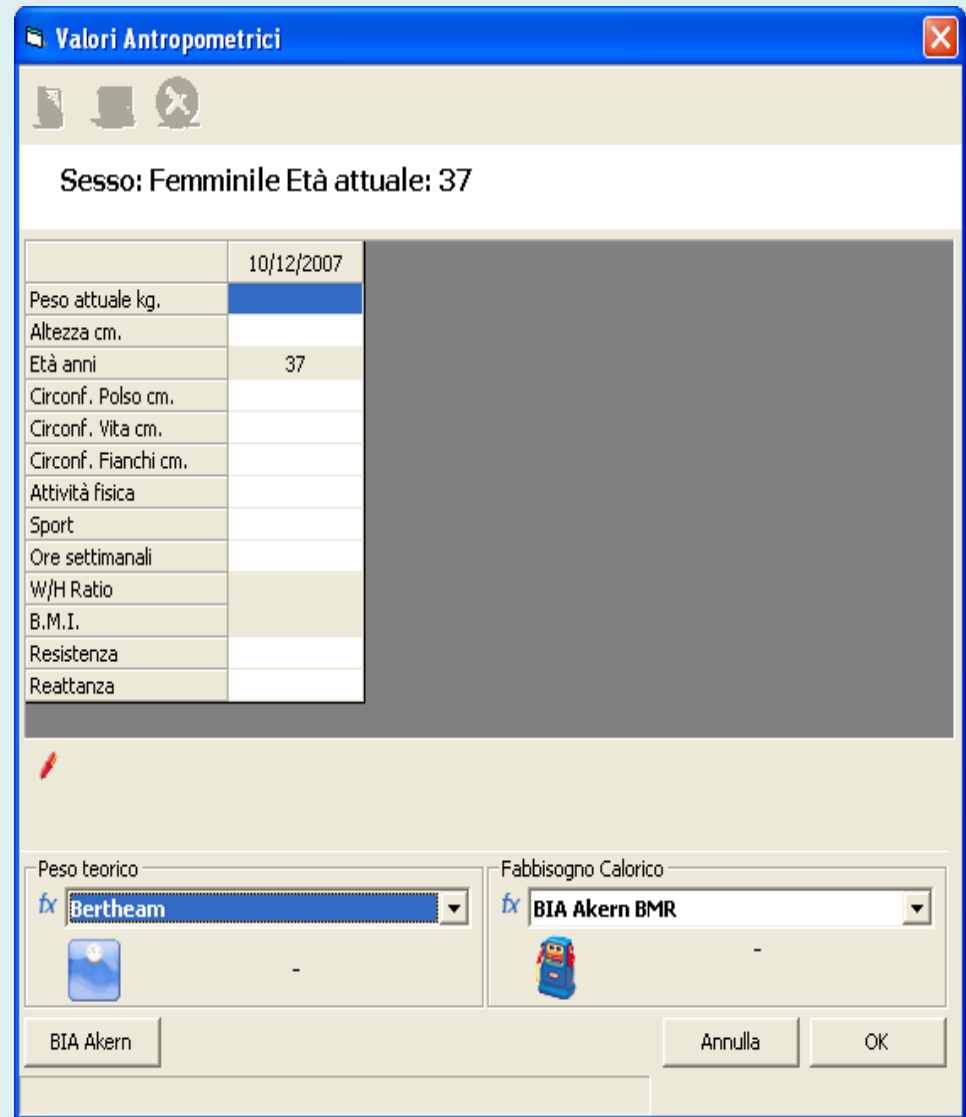 Valori Antropometrici
Sesso: Femminile Età attuale: 37
10/12/2007
Peso attuale kg.
Altezza cm.
Età anni 37
Circonf. Polso cm.
Circonf. Vita cm.
Circonf. Fianchi cm.
Attività fisica
Sport
Ore settimanali
W/H Ratio
B.M.I.
Resistenza
Reattanza
Peso teorico Fabbisogno Calorico
fx Bertheam fx BIA Akern BMR
- -
BIA Akern Annulla OK